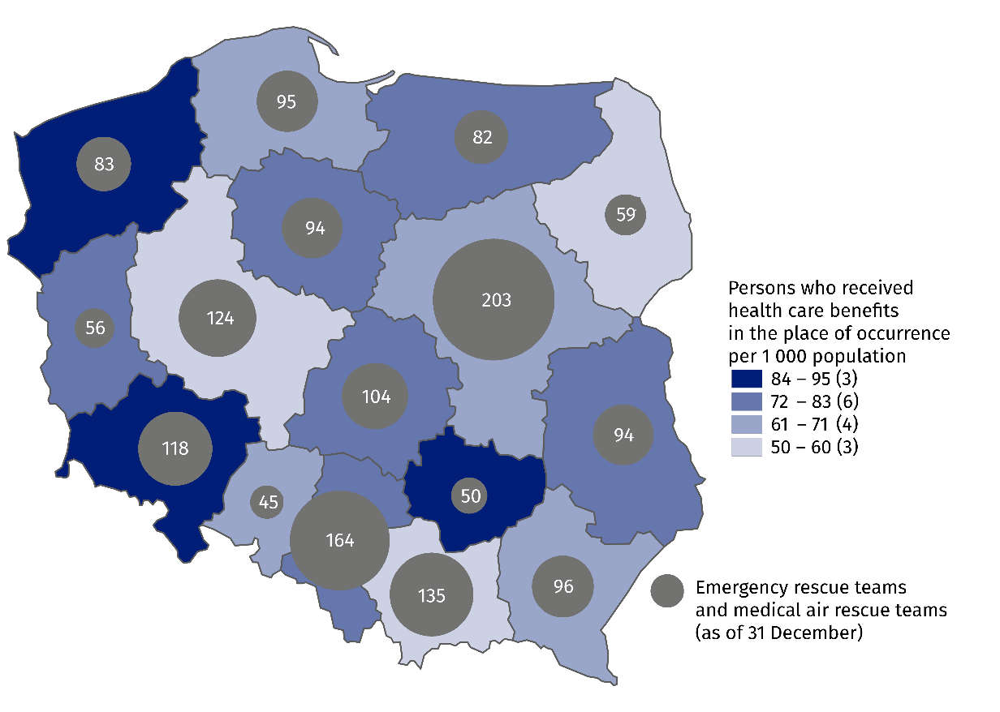 95
83
82
59
94
203
124
56
104
94
118
50
45
164
96
135
Persons who received
health care benefits
in the place of occurrence
per 1 000 population
84 – 95 (3)
72 – 83 (6)
61 – 71 (4)
50 – 60 (3)
Emergency rescue teams
and medical air rescue teams
(as of 31 December)